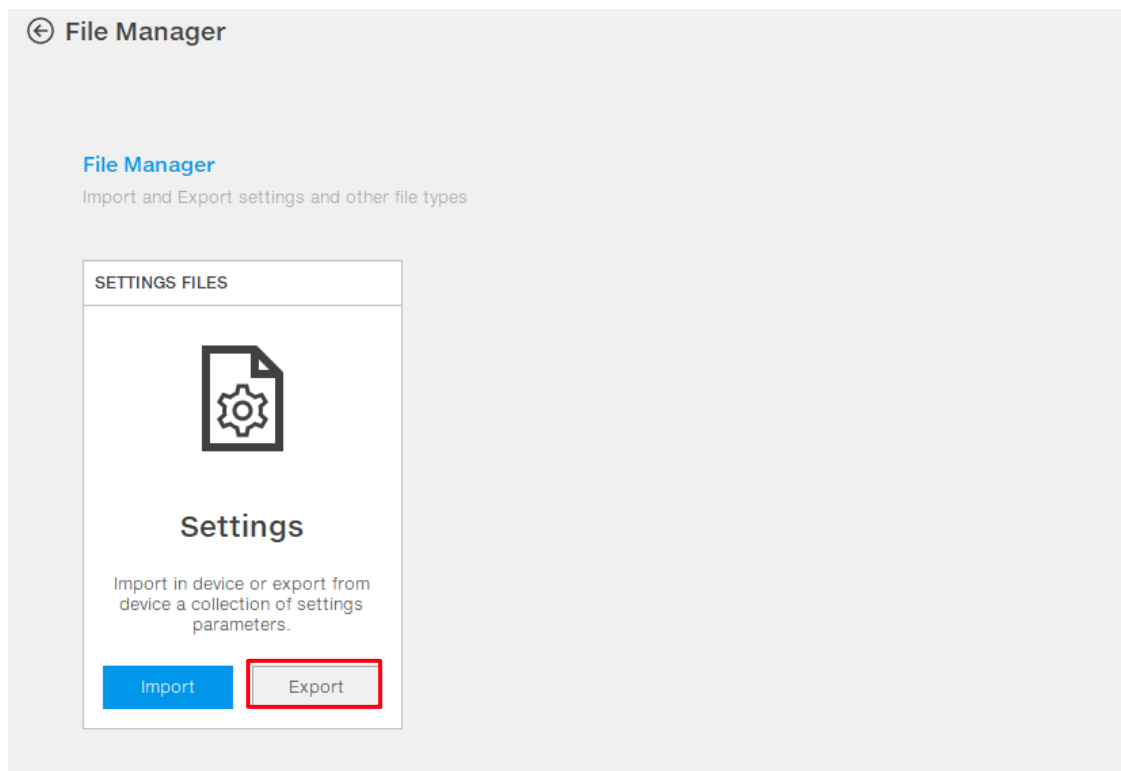 File Manager
File Manager
Import and Export settings and other file types
SETTINGS FILES
Settings
Import in device or export from
device a collection of settings
parameters.
Import
Export